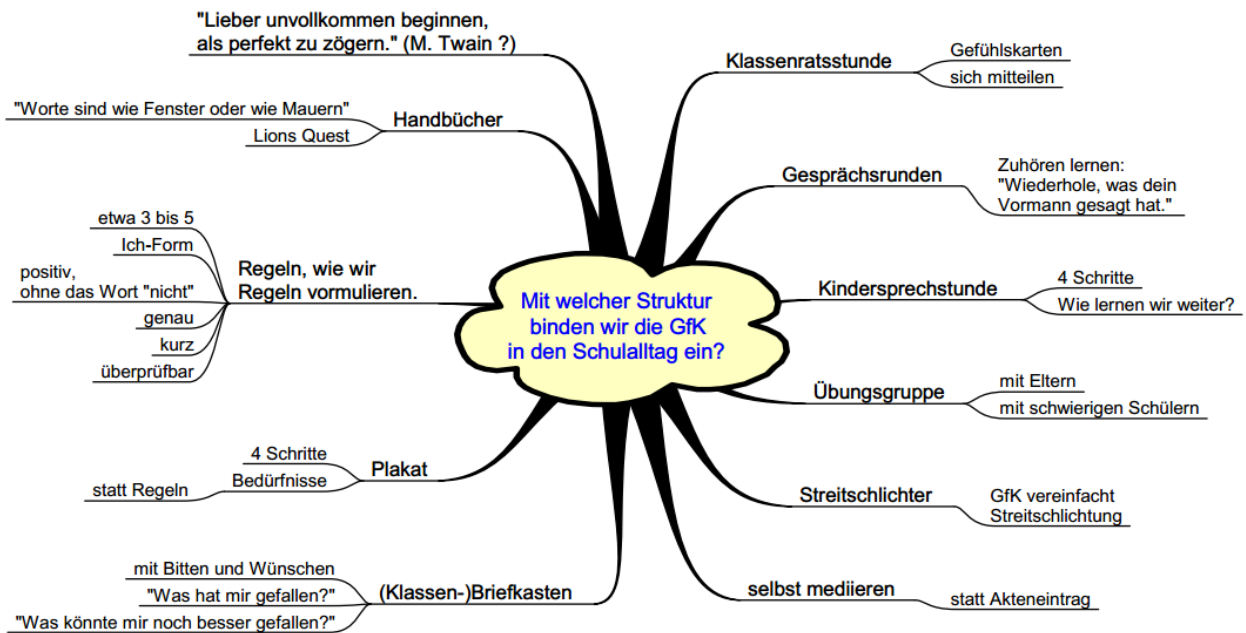 "Lieber unvollkommen beginnen,
als perfekt zu zögern." (M. Twain ?)
"Worte sind wie Fenster oder wie Mauern"
Lions Quest
Handbücher
etwa 3 bis 5
Ich-Form
positiv,
ohne das Wort "nicht"
genau
kurz
überprüfbar
Regeln, wie wir
Regeln vormulieren.
4 Schritte
Bedürfnisse
statt Regeln
Plakat
mit Bitten und Wünschen
"Was hat mir gefallen?"
"Was könnte mir noch besser gefallen?"
(Klassen-)Briefkasten
Mit welcher Struktur
binden wir die GfK
in den Schulalltag ein?
Klassenratsstunde
Gefühlskarten
sich mitteilen
Gesprächsrunden
Zuhören lernen:
"Wiederhole, was dein
Vormann gesagt hat."
Kindersprechstunde
4 Schritte
Wie lernen wir weiter?
Übungsgruppe
mit Eltern
mit schwierigen Schülern
Streitschlichter
GfK vereinfacht
Streitschlichtung
selbst mediieren
statt Akteneintrag